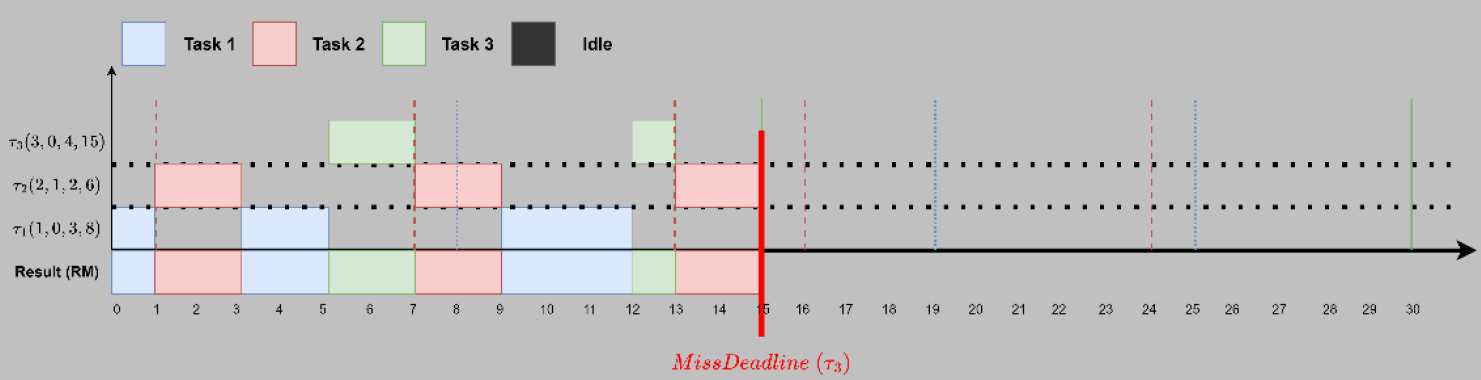 Task 1 Task 2 Task 3 Idle
τ₃(3, 0, 4, 15)
τ₂(2, 1, 2, 6)
τ₁(1, 0, 3, 8)
Result (RM)
0 1 2 3 4 5 6 7 8 9 10 11 12 13 14 15 16 17 18 19 20 21 22 23 24 25 26 27 28 29 30
MissDeadline (τ₃)